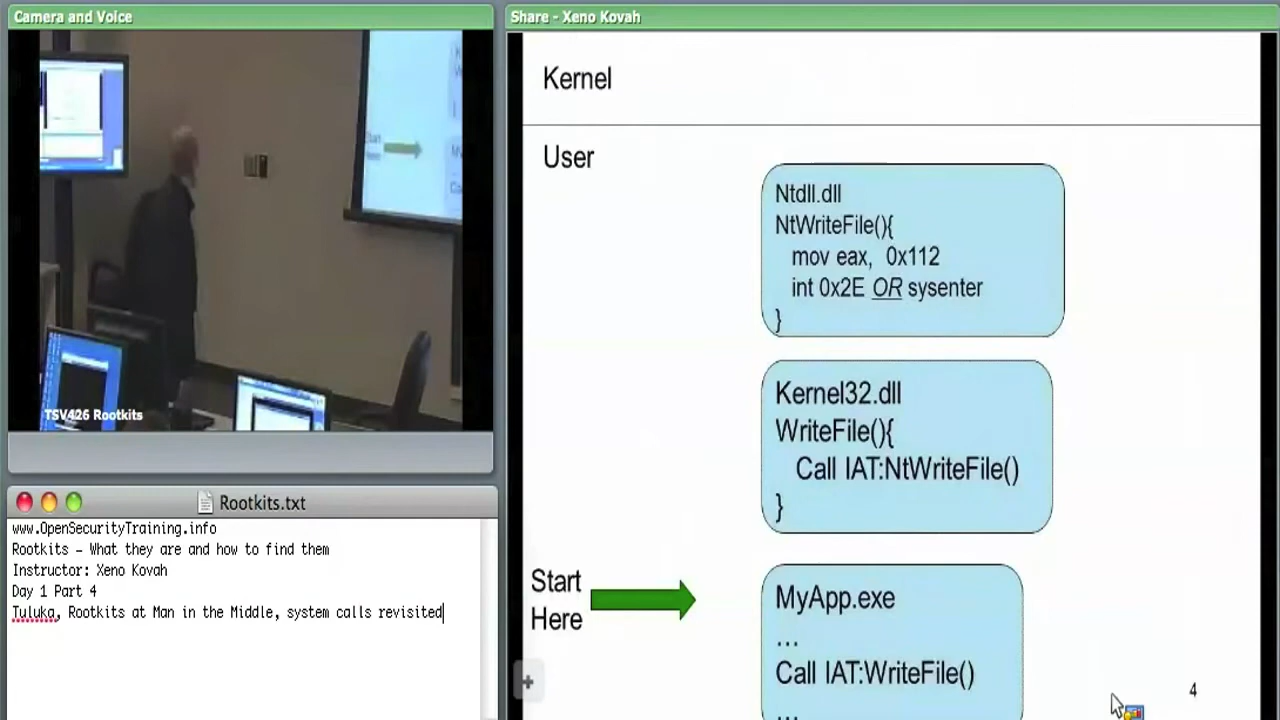 Camera and Voice
TSV426 Rootkits
Rootkits.txt
www.OpenSecurityTraining.info
Rootkits - What they are and how to find them
Instructor: Xeno Kovah
Day 1 Part 4
Tuluka, Rootkits at Man in the Middle, system calls revisited
Share - Xeno Kovah
Kernel
User
Ntdll.dll
NtWriteFile(){
mov eax, 0x112
int 0x2E OR sysenter
}
Kernel32.dll
WriteFile(){
Call IAT:NtWriteFile()
}
Start
Here
MyApp.exe
...
Call IAT:WriteFile()
...
4